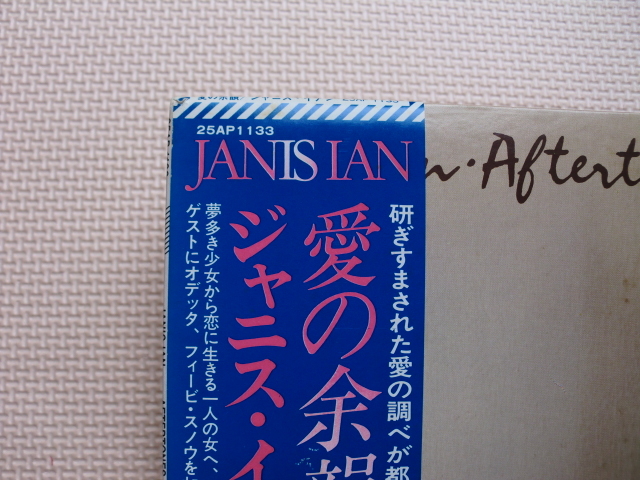 25AP1133
JANIS IAN
n・Aftert
研ぎすまされた愛の調べが都
愛の余韻
ジャニス・イ
夢多き少女から恋に生きる一人の女へ、
ゲストにオデッタ、フィービ・スノウを